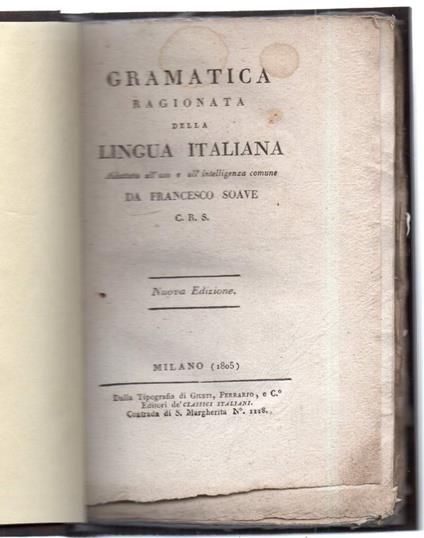 GRAMATICA
RAGIONATA
DELLA
LINGUA ITALIANA
Adattata all'uso e all'intelligenza comune
DA FRANCESCO SOAVE
C. R. S.
Nuova Edizione.
MILANO (1805)
Dalla Tipografia di GIUSTI, FERRARIO, e C.º
Editori de' CLASSICI ITALIANI.
Contrada di S. Margherita Nº. 1118.